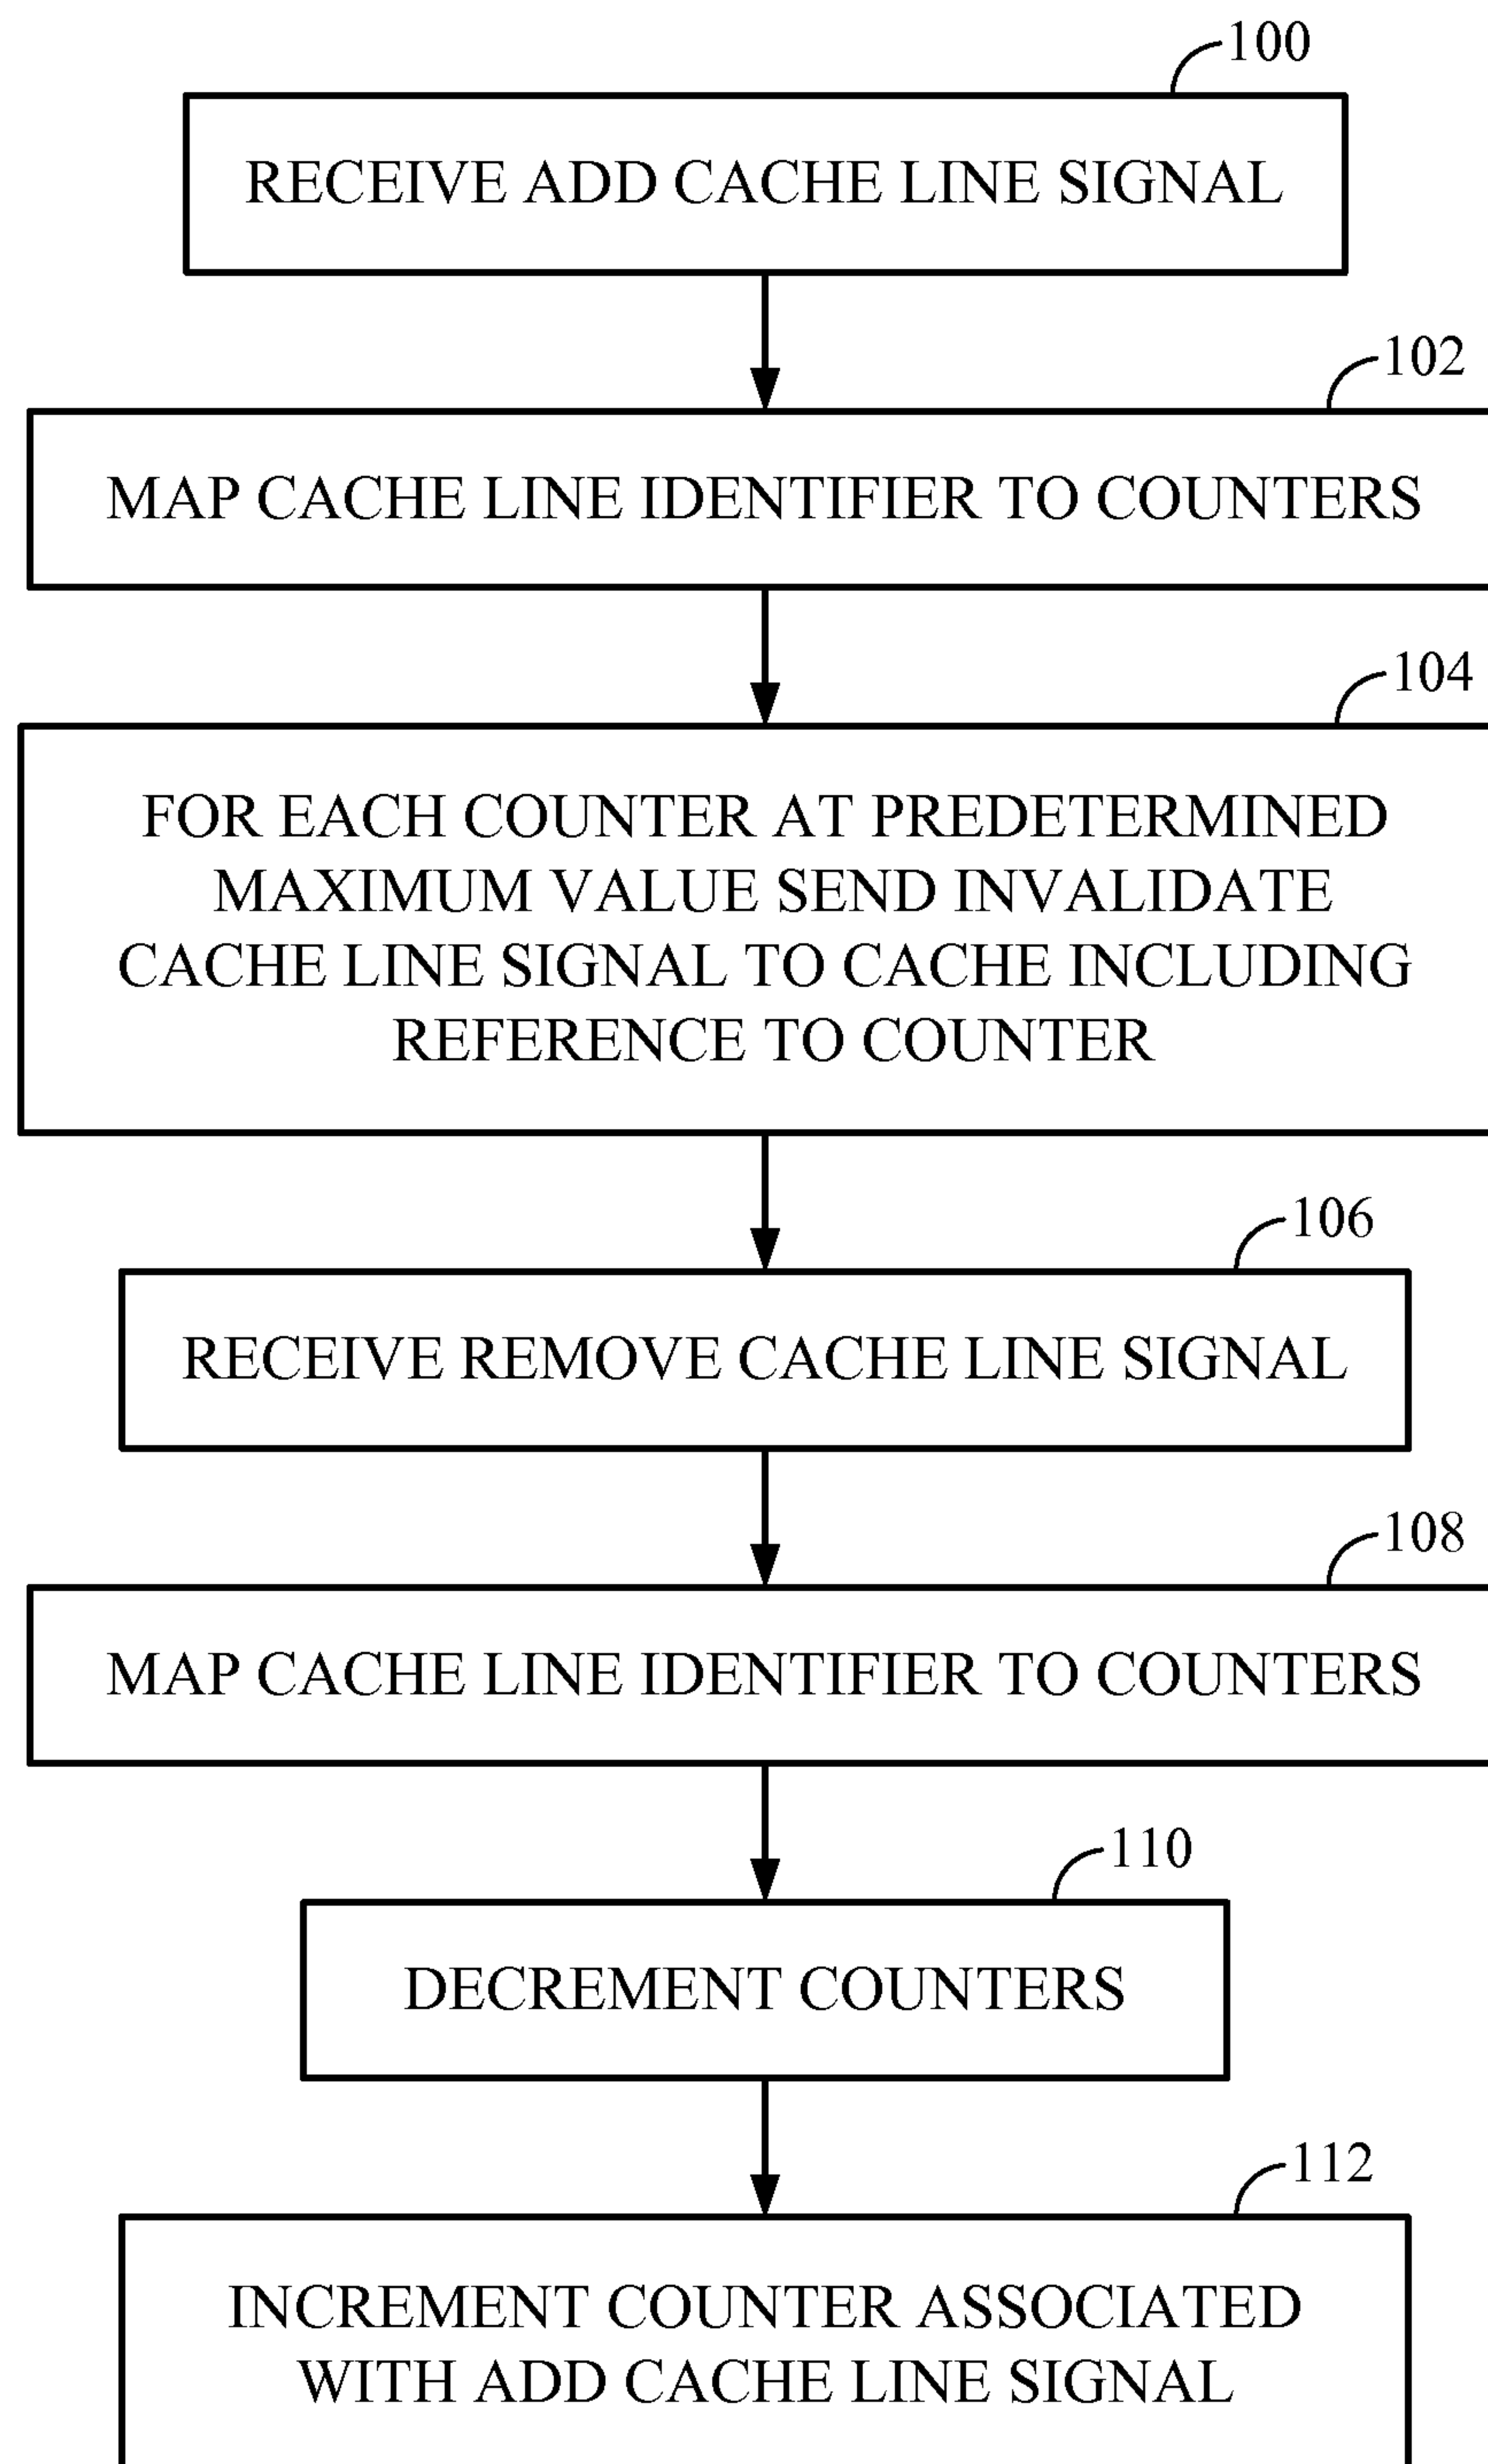 100
RECEIVE ADD CACHE LINE SIGNAL
102
MAP CACHE LINE IDENTIFIER TO COUNTERS
104
FOR EACH COUNTER AT PREDETERMINED
MAXIMUM VALUE SEND INVALIDATE
CACHE LINE SIGNAL TO CACHE INCLUDING
REFERENCE TO COUNTER
106
RECEIVE REMOVE CACHE LINE SIGNAL
108
MAP CACHE LINE IDENTIFIER TO COUNTERS
110
DECREMENT COUNTERS
112
INCREMENT COUNTER ASSOCIATED
WITH ADD CACHE LINE SIGNAL